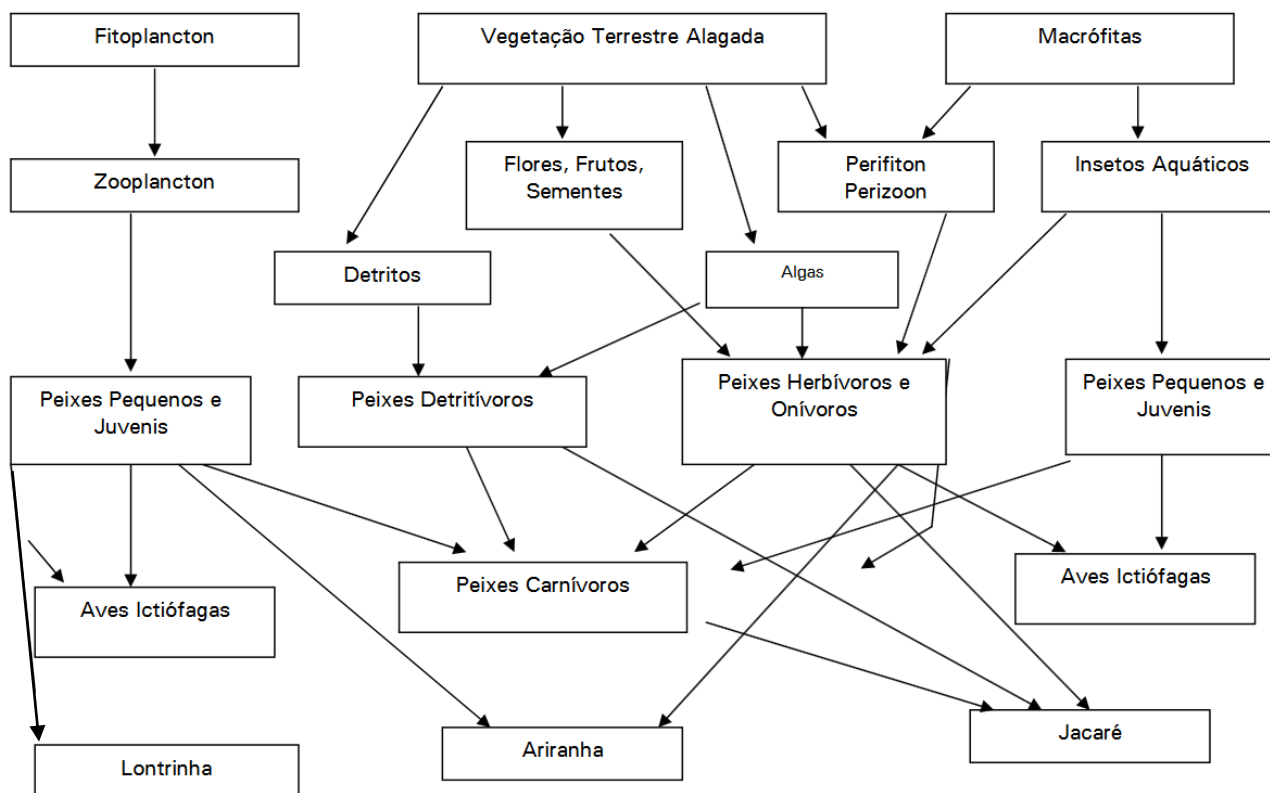 Fitoplancton
Vegetação Terrestre Alagada
Macrófitas
Zooplancton
Flores, Frutos,
Sementes
Perifiton
Perizoon
Insetos Aquáticos
Detritos
Algas
Peixes Pequenos e
Juvenis
Peixes Detritívoros
Peixes Herbívoros e
Onívoros
Peixes Pequenos e
Juvenis
Aves Ictiófagas
Peixes Carnívoros
Aves Ictiófagas
Lontrinha
Ariranha
Jacaré